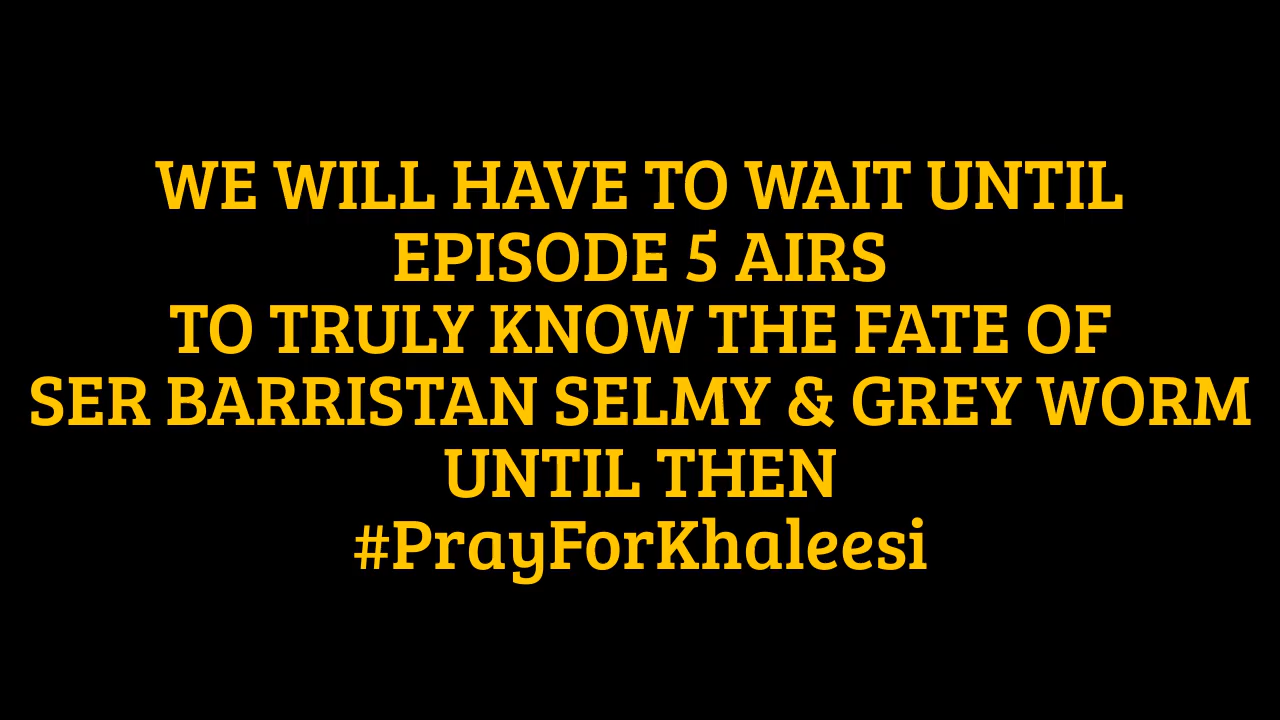 WE WILL HAVE TO WAIT UNTIL
EPISODE 5 AIRS
TO TRULY KNOW THE FATE OF
SER BARRISTAN SELMY & GREY WORM
UNTIL THEN
#PrayForKhaleesi